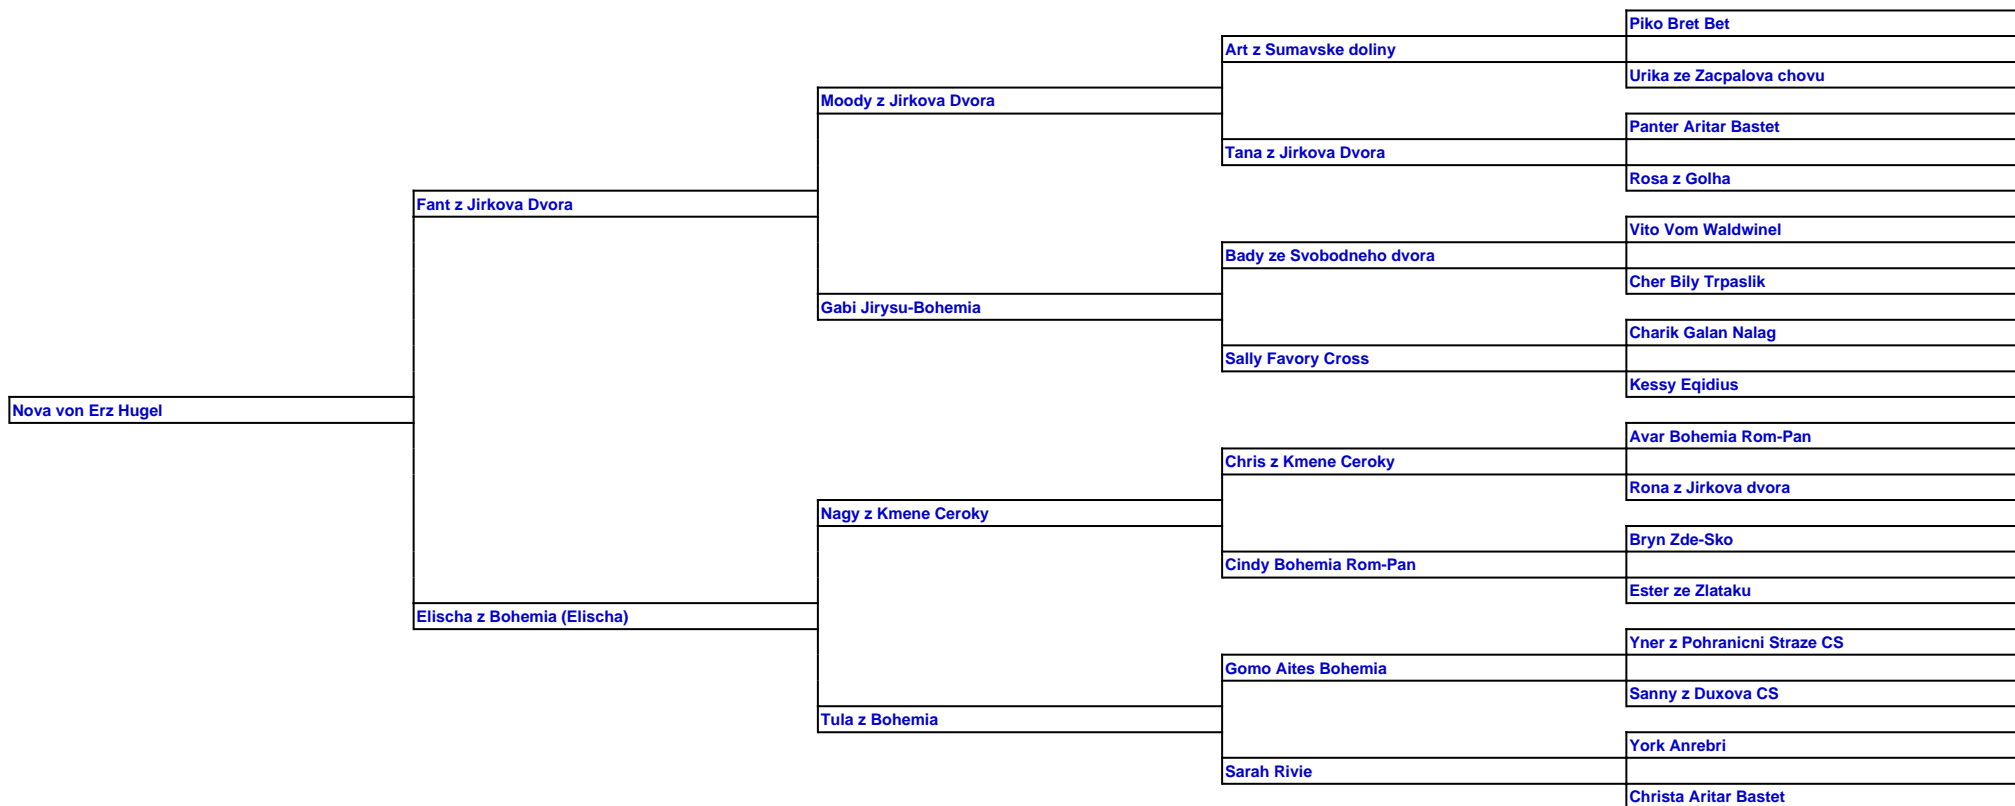 Piko Bret Bet
Art z Sumavske doliny
Urika ze Zacpalova chovu
Moody z Jirkova Dvora
Panter Aritar Bastet
Tana z Jirkova Dvora
Rosa z Golha
Fant z Jirkova Dvora
Vito Vom Waldwinel
Bady ze Svobodneho dvora
Cher Bily Trpaslik
Gabi Jirysu-Bohemia
Charik Galan Nalag
Sally Favory Cross
Kessy Eqidius
Nova von Erz Hugel
Avar Bohemia Rom-Pan
Chris z Kmene Ceroky
Rona z Jirkova dvora
Nagy z Kmene Ceroky
Bryn Zde-Sko
Cindy Bohemia Rom-Pan
Ester ze Zlataku
Elischa z Bohemia (Elischa)
Yner z Pohranicni Straze CS
Gomo Aites Bohemia
Sanny z Duxova CS
Tula z Bohemia
York Anrebri
Sarah Rivie
Christa Aritar Bastet